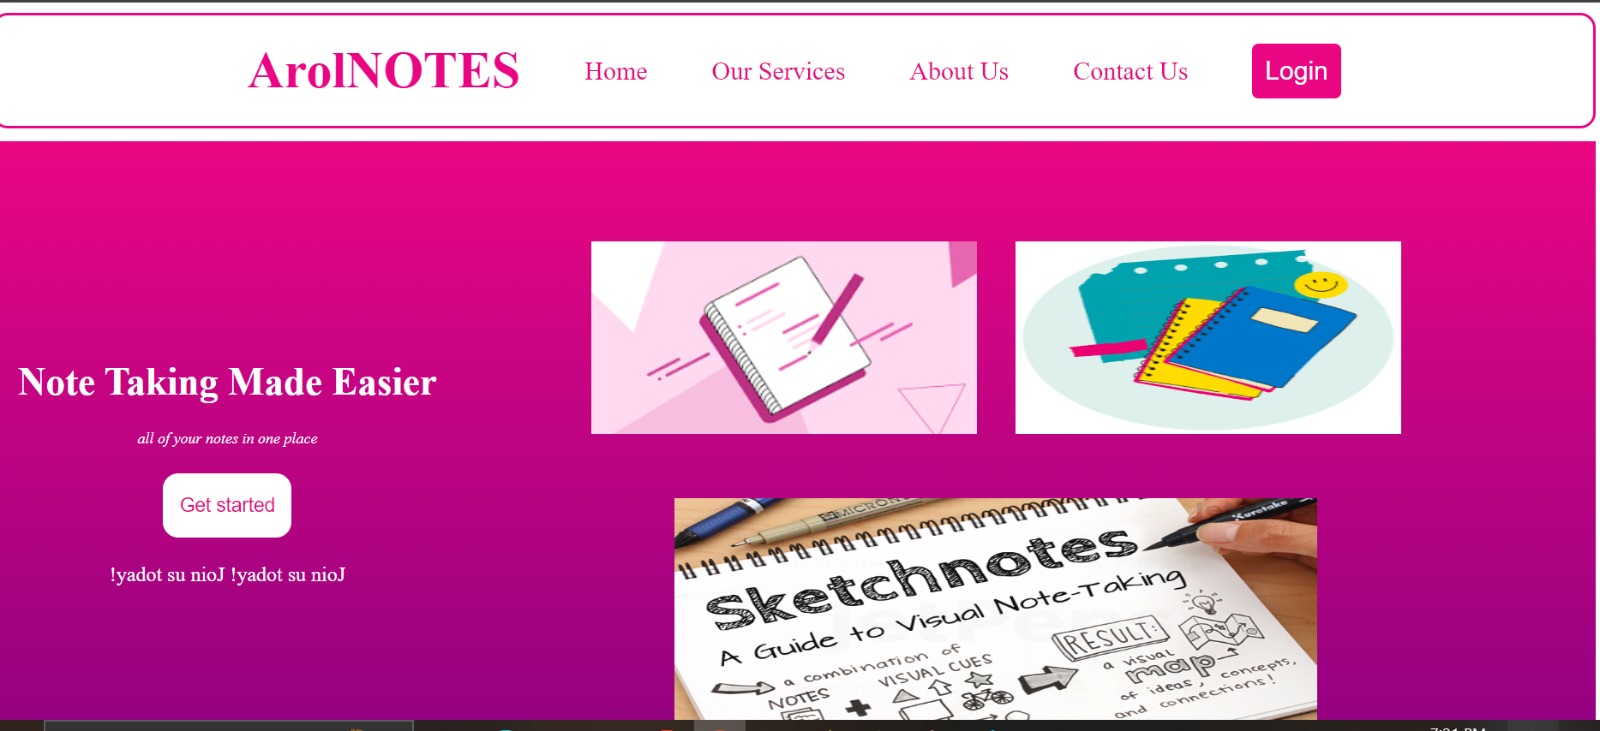 ArolNOTES Home Our Services About Us Contact Us Login
Note Taking Made Easier
all of your notes in one place
Get started
!yadot su nioJ !yadot su nioJ
MICRON
Kuretake
Sketchnotes
A Guide to Visual Note-Taking
a combination of
NOTES
VISUAL CUES
RESULT:
a visual
map
of ideas, concepts,
and connections!